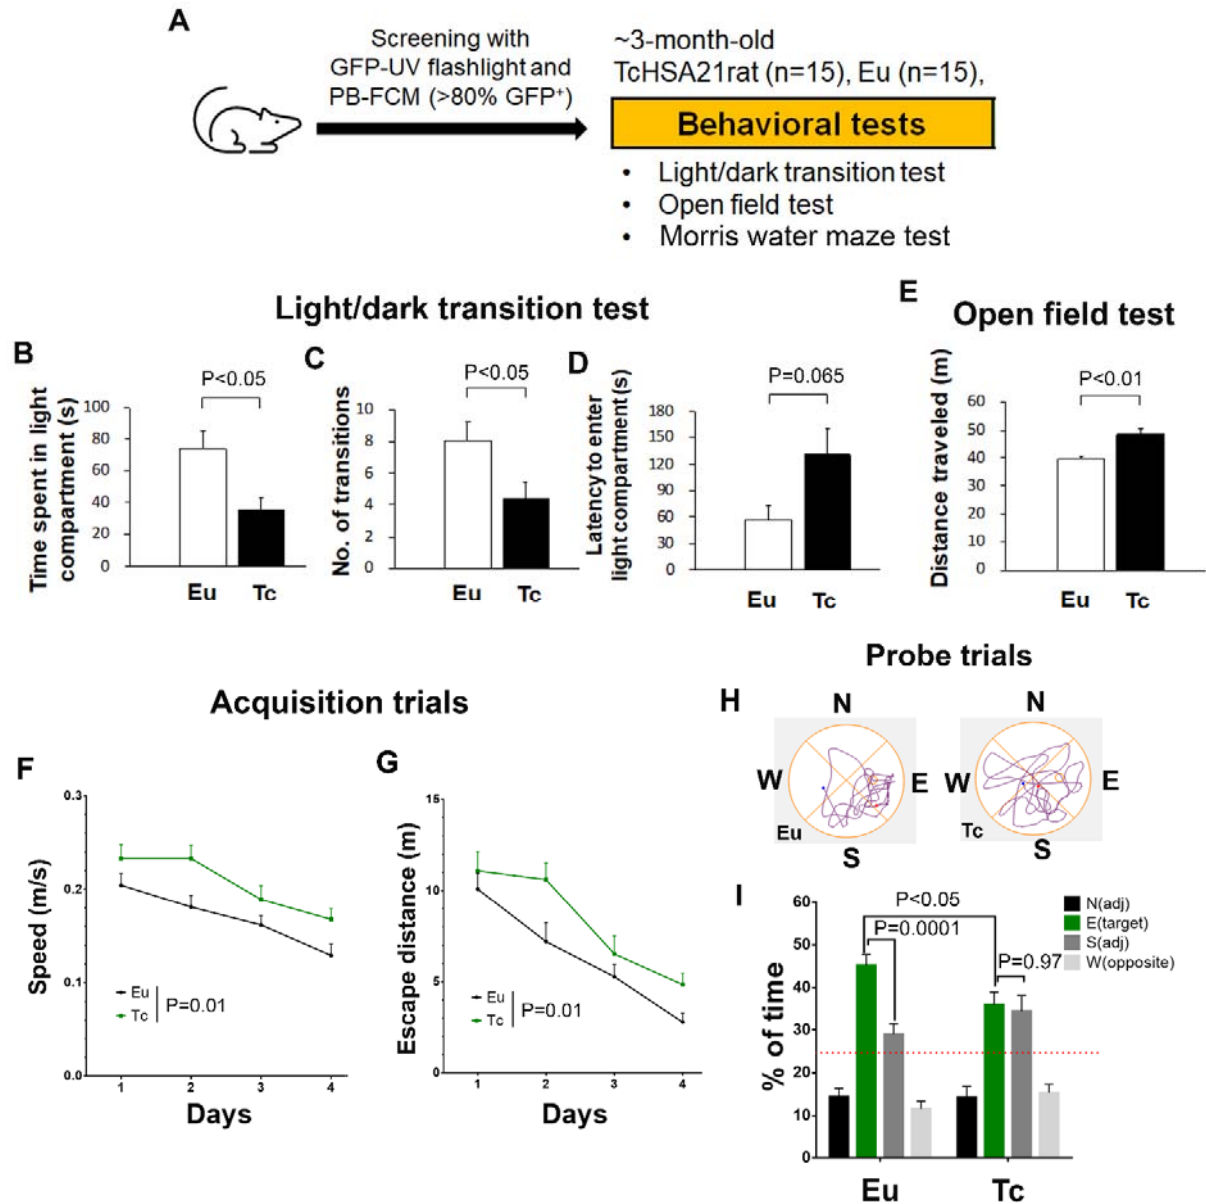 A
Screening with
GFP-UV flashlight and
PB-FCM (>80% GFP⁺)
~3-month-old
TcHSA21rat (n=15), Eu (n=15),
Behavioral tests
• Light/dark transition test
• Open field test
• Morris water maze test
Light/dark transition test
B
Time spent in light
compartment (s)
100
80
60
40
20
0
P<0.05
Eu Tc
C
No. of transitions
10
8
6
4
2
0
P<0.05
Eu Tc
D
Latency to enter
light compartment (s)
180
150
120
90
60
30
0
P=0.065
Eu Tc
E
Open field test
Distance traveled (m)
60
50
40
30
20
10
0
P<0.01
Eu Tc
Acquisition trials
F
Speed (m/s)
0.3
0.2
0.1
0.0
Eu
Tc
P=0.01
1 2 3 4
Days
G
Escape distance (m)
15
10
5
0
Eu
Tc
P=0.01
1 2 3 4
Days
Probe trials
H
N
W
E
S
Eu
N
W
E
S
Tc
I
% of time
60
50
40
30
20
10
0
P<0.05
P=0.0001
P=0.97
N(adj)
E(target)
S(adj)
W(opposite)
Eu Tc